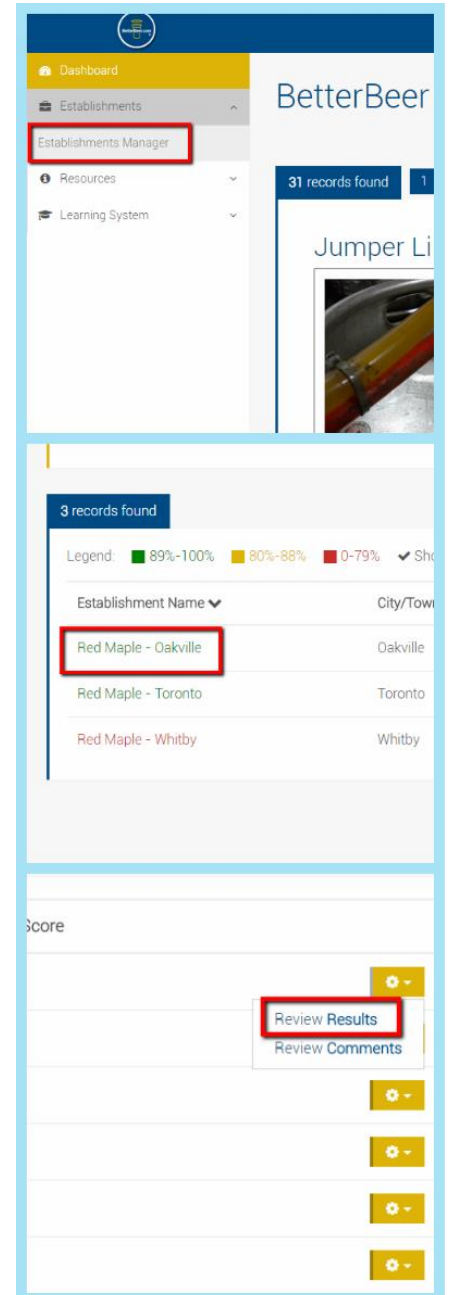 Dashboard
BetterBeer
Establishments
Establishments Manager
Resources
31 records found 1
Learning System
Jumper Li
3 records found
Legend: 89%-100% 80%-88% 0-79% Sho
Establishment Name City/Town
Red Maple - Oakville Oakville
Red Maple - Toronto Toronto
Red Maple - Whitby Whitby
Score
Review Results
Review Comments